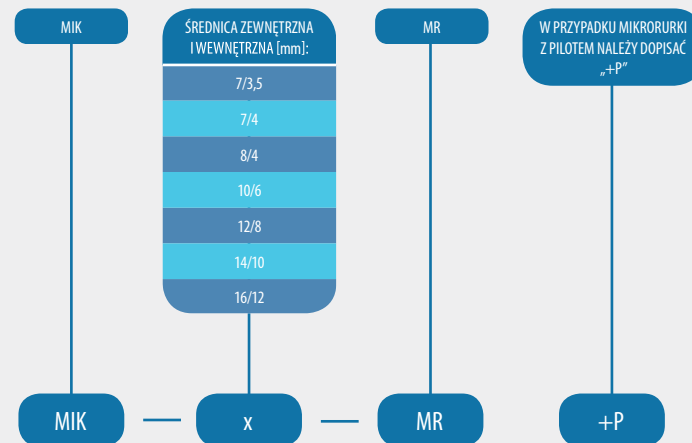 MIK
ŚREDNICA ZEWNĘTRZNA
I WEWNĘTRZNA [mm]:
7/3,5
7/4
8/4
10/6
12/8
14/10
16/12
MR
W PRZYPADKU MIKRORURKI
Z PILOTEM NALEŻY DOPISAĆ
„+P”
MIK
x
MR
+P